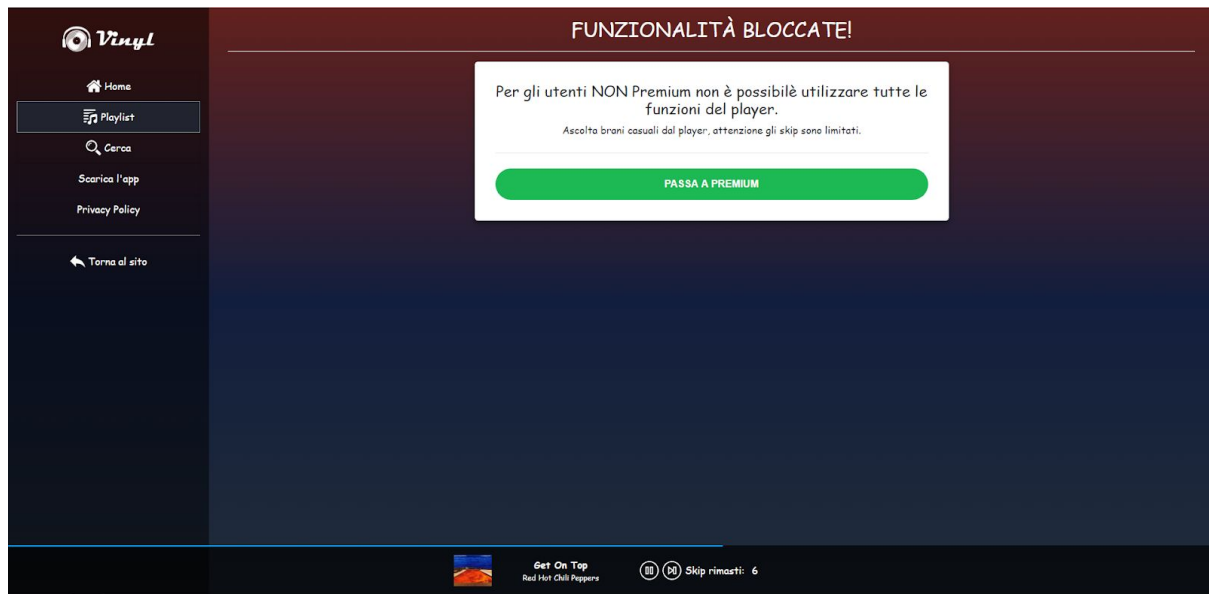 Vinyl
Home
Playlist
Cerca
Scarica l'app
Privacy Policy
Torna al sito
FUNZIONALITÀ BLOCCATE!
Per gli utenti NON Premium non è possibilè utilizzare tutte le
funzioni del player.
Ascolta brani casuali dal player, attenzione gli skip sono limitati.
PASSA A PREMIUM
Get On Top
Red Hot Chili Peppers
Skip rimasti: 6